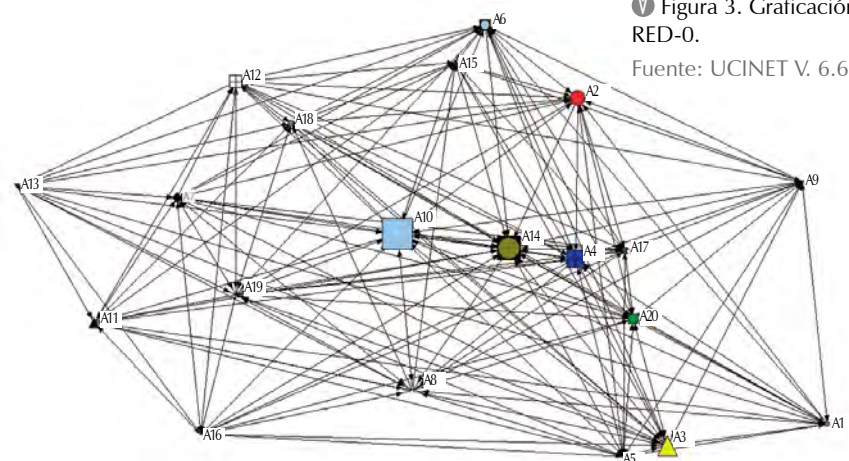 V Figura 3. Graficación
RED-0.
Fuente: UCINET V. 6.6
A6
A15
A12
A2
A18
A13
A9
A10
A14
A17
A4
A19
A20
A11
A8
A1
A16
A3
A5